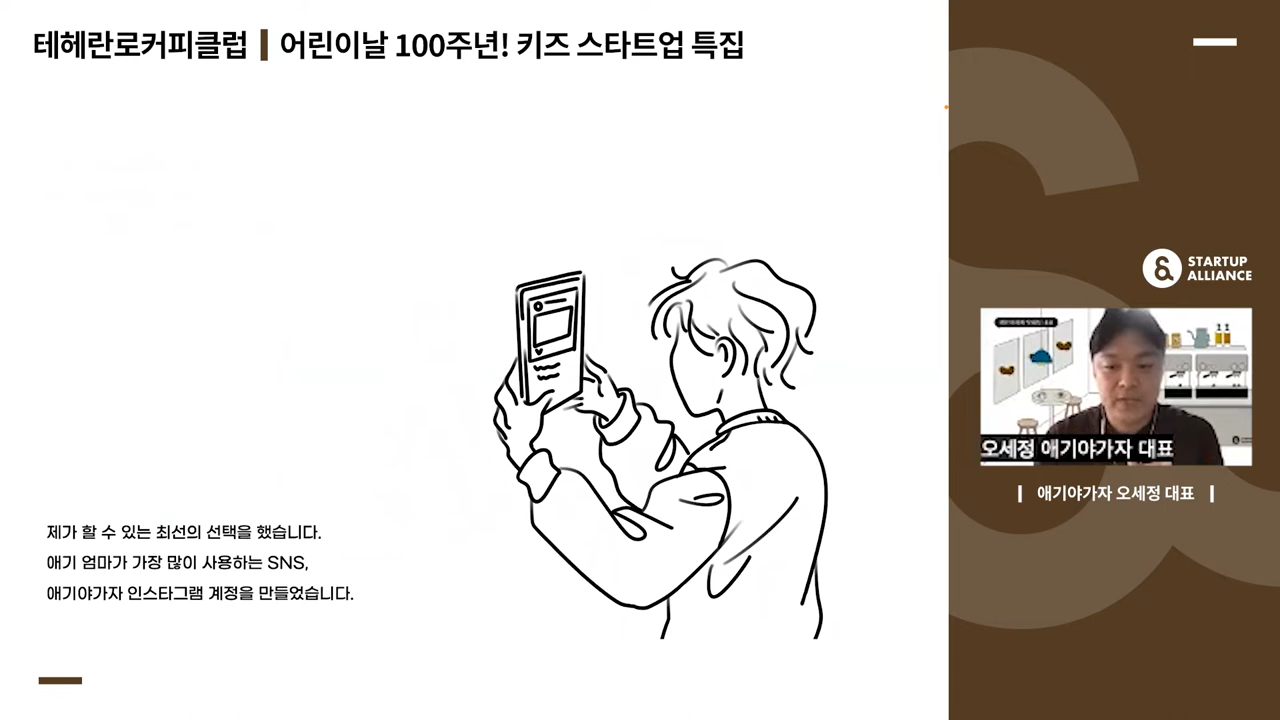 테헤란로커피클럽 어린이날 100주년! 키즈 스타트업 특집
제가 할 수 있는 최선의 선택을 했습니다.
애기 엄마가 가장 많이 사용하는 SNS,
애기야가자 인스타그램 계정을 만들었습니다.
STARTUP
ALLIANCE
오세정 애기야가자 대표
애기야가자 오세정 대표